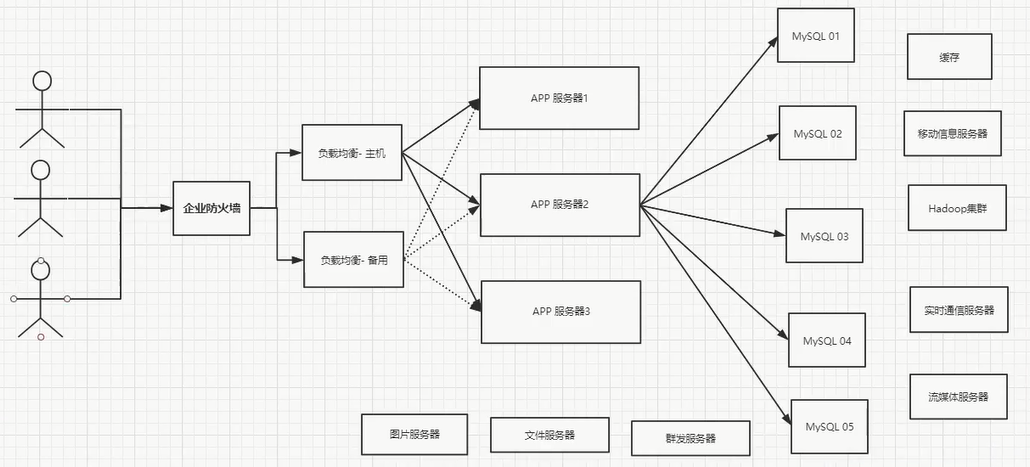 企业防火墙
负载均衡- 主机
负载均衡- 备用
APP 服务器1
APP 服务器2
APP 服务器3
MySQL 01
MySQL 02
MySQL 03
MySQL 04
MySQL 05
缓存
移动信息服务器
Hadoop集群
实时通信服务器
流媒体服务器
图片服务器
文件服务器
群发服务器